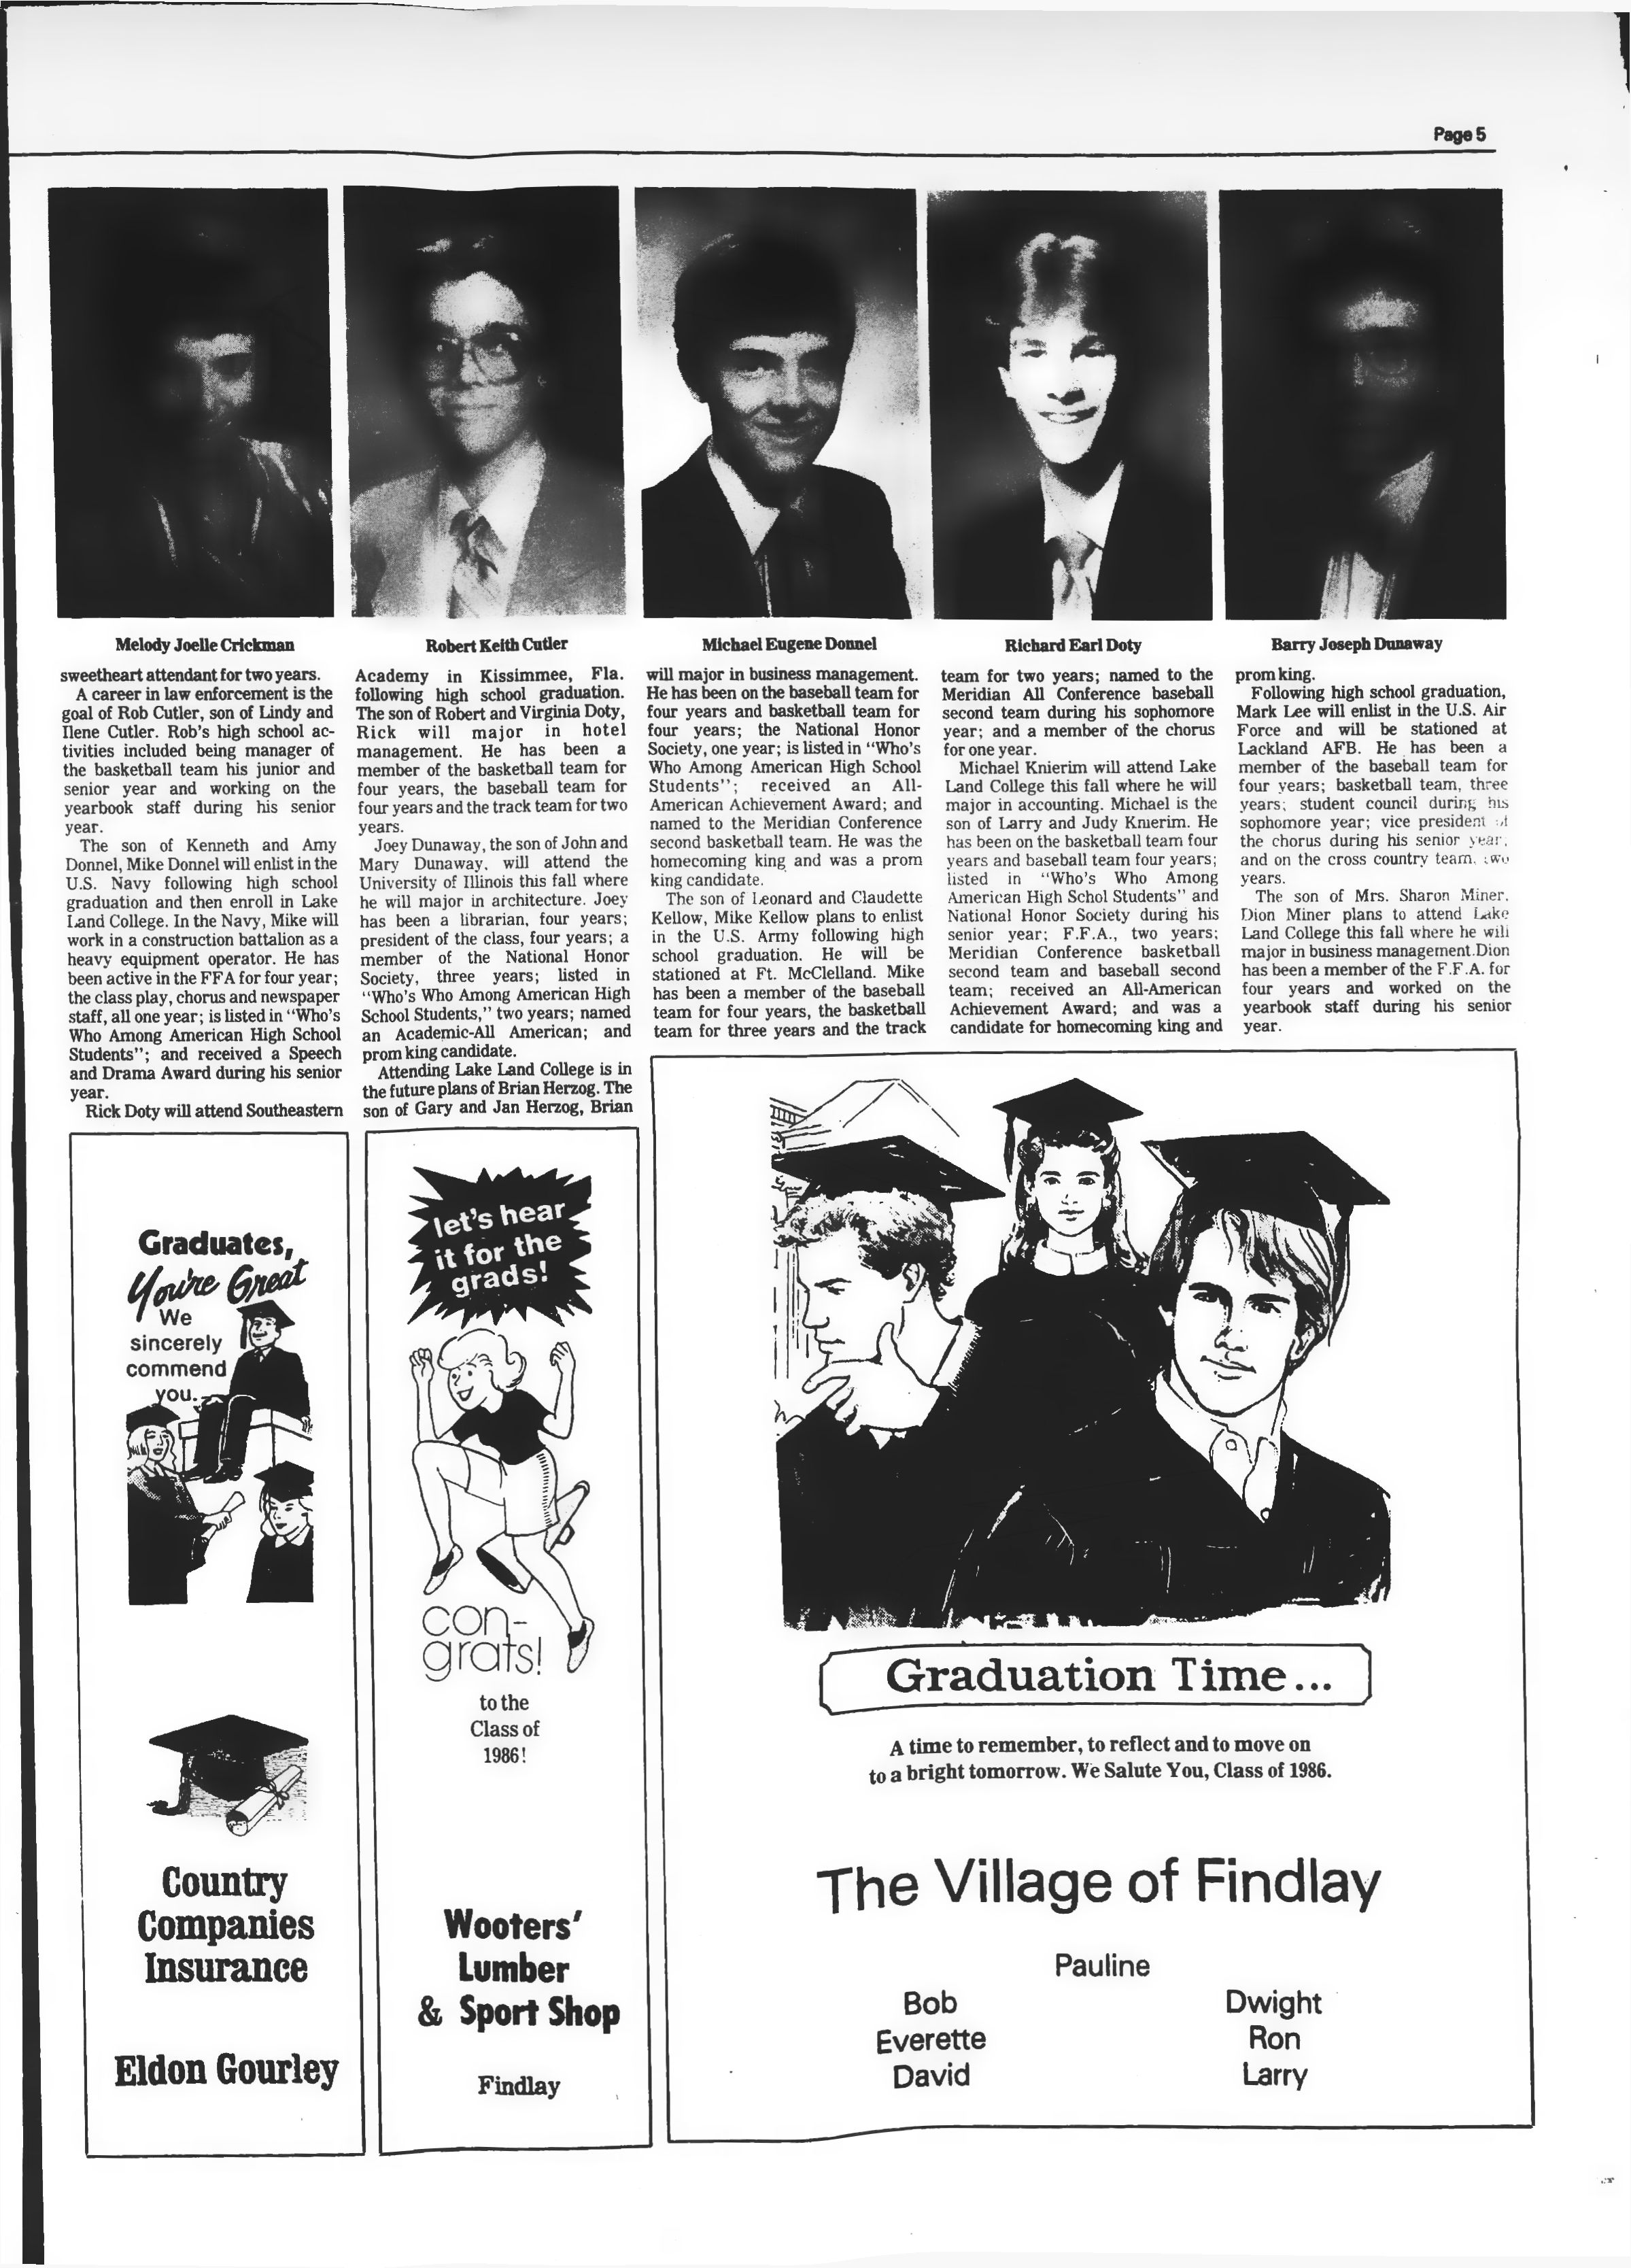 Page 5
Melody Joelle Crickman
Robert Keith Cutler
Michael Eugene Donnel
Richard Earl Doty
Barry Joseph Dunaway
sweetheart attendant for two years.
A career in law enforcement is the
goal of Rob Cutler, son of Lindy and
Ilene Cutler. Rob's high school ac-
tivities included being manager of
the basketball team his junior and
senior year and working on the
yearbook staff during his senior
year.
The son of Kenneth and Amy
Donnel, Mike Donnel will enlist in the
U.S. Navy following high school
graduation and then enroll in Lake
Land College. In the Navy, Mike will
work in a construction battalion as a
heavy equipment operator. He has
been active in the FFA for four year;
the class play, chorus and newspaper
staff, all one year; is listed in "Who's
Who Among American High School
Students"; and received a Speech
and Drama Award during his senior
year.
Rick Doty will attend Southeastern
Academy in Kissimmee, Fla.
following high school graduation.
The son of Robert and Virginia Doty,
Rick will major in hotel
management. He has been a
member of the basketball team for
four years, the baseball team for
four years and the track team for two
years.
Joey Dunaway, the son of John and
Mary Dunaway, will attend the
University of Illinois this fall where
he will major in architecture. Joey
has been a librarian, four years;
president of the class, four years; a
member of the National Honor
Society, three years; listed in
"Who's Who Among American High
School Students," two years; named
an Academic-All American; and
prom king candidate.
Attending Lake Land College is in
the future plans of Brian Herzog. The
son of Gary and Jan Herzog, Brian
will major in business management.
He has been on the baseball team for
four years and basketball team for
four years; the National Honor
Society, one year; is listed in "Who's
Who Among American High School
Students"; received an All-
American Achievement Award; and
named to the Meridian Conference
second basketball team. He was the
homecoming king and was a prom
king candidate.
The son of Leonard and Claudette
Kellow, Mike Kellow plans to enlist
in the U.S. Army following high
school graduation. He will be
stationed at Ft. McClelland. Mike
has been a member of the baseball
team for four years, the basketball
team for three years and the track
team for two years; named to the
Meridian All Conference baseball
second team during his sophomore
year; and a member of the chorus
for one year.
Michael Knierim will attend Lake
Land College this fall where he will
major in accounting. Michael is the
son of Larry and Judy Knierim. He
has been on the basketball team four
years and baseball team four years;
listed in "Who's Who Among
American High Schol Students" and
National Honor Society during his
senior year; F.F.A., two years;
Meridian Conference basketball
second team and baseball second
team; received an All-American
Achievement Award; and was a
candidate for homecoming king and
prom king.
Following high school graduation,
Mark Lee will enlist in the U.S. Air
Force and will be stationed at
Lackland AFB. He has been a
member of the baseball team for
four years; basketball team, three
years; student council during his
sophomore year; vice president of
the chorus during his senior year;
and on the cross country team, two
years.
The son of Mrs. Sharon Miner,
Dion Miner plans to attend Lake
Land College this fall where he will
major in business management.Dion
has been a member of the F.F.A. for
four years and worked on the
yearbook staff during his senior
year.
Graduates,
You're Great
We
sincerely
commend
you.
Country
Companies
Insurance
Eldon Gourley
let's hear
it for the
grads!
con-
grats!
to the
Class of
1986!
Wooters'
Lumber
& Sport Shop
Findlay
Graduation Time...
A time to remember, to reflect and to move on
to a bright tomorrow. We Salute You, Class of 1986.
The Village of Findlay
Pauline
Bob
Everette
David
Dwight
Ron
Larry